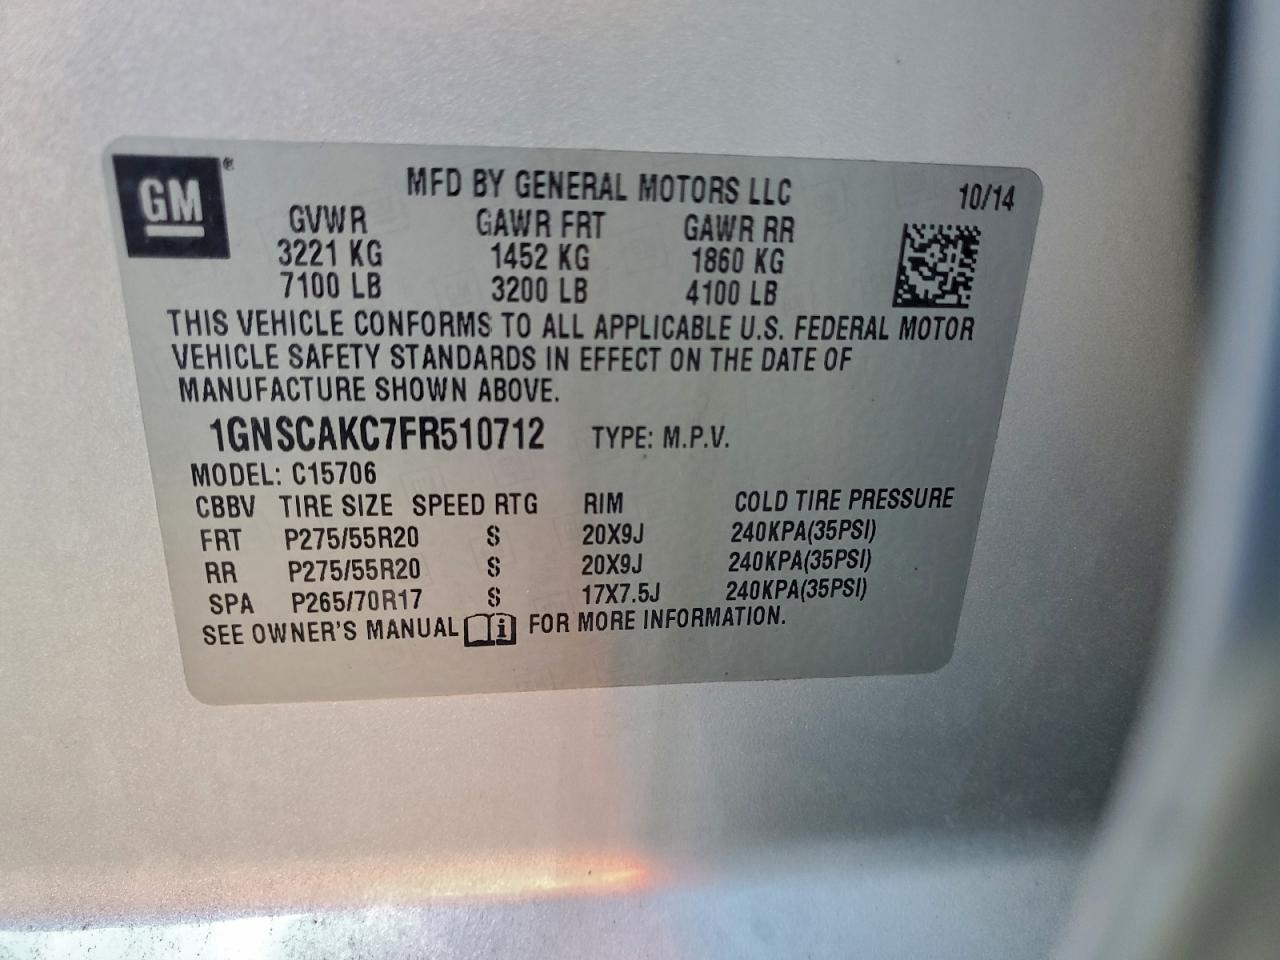 GM ® MFD BY GENERAL MOTORS LLC 10/14
GVWR GAWR FRT GAWR RR
3221 KG 1452 KG 1860 KG
7100 LB 3200 LB 4100 LB
THIS VEHICLE CONFORMS TO ALL APPLICABLE U.S. FEDERAL MOTOR
VEHICLE SAFETY STANDARDS IN EFFECT ON THE DATE OF
MANUFACTURE SHOWN ABOVE.
1GNSCAKC7FR510712 TYPE: M.P.V.
MODEL: C15706
CBBV TIRE SIZE SPEED RTG RIM COLD TIRE PRESSURE
FRT P275/55R20 S 20X9J 240KPA(35PSI)
RR P275/55R20 S 20X9J 240KPA(35PSI)
SPA P265/70R17 S 17X7.5J 240KPA(35PSI)
SEE OWNER'S MANUAL i FOR MORE INFORMATION.